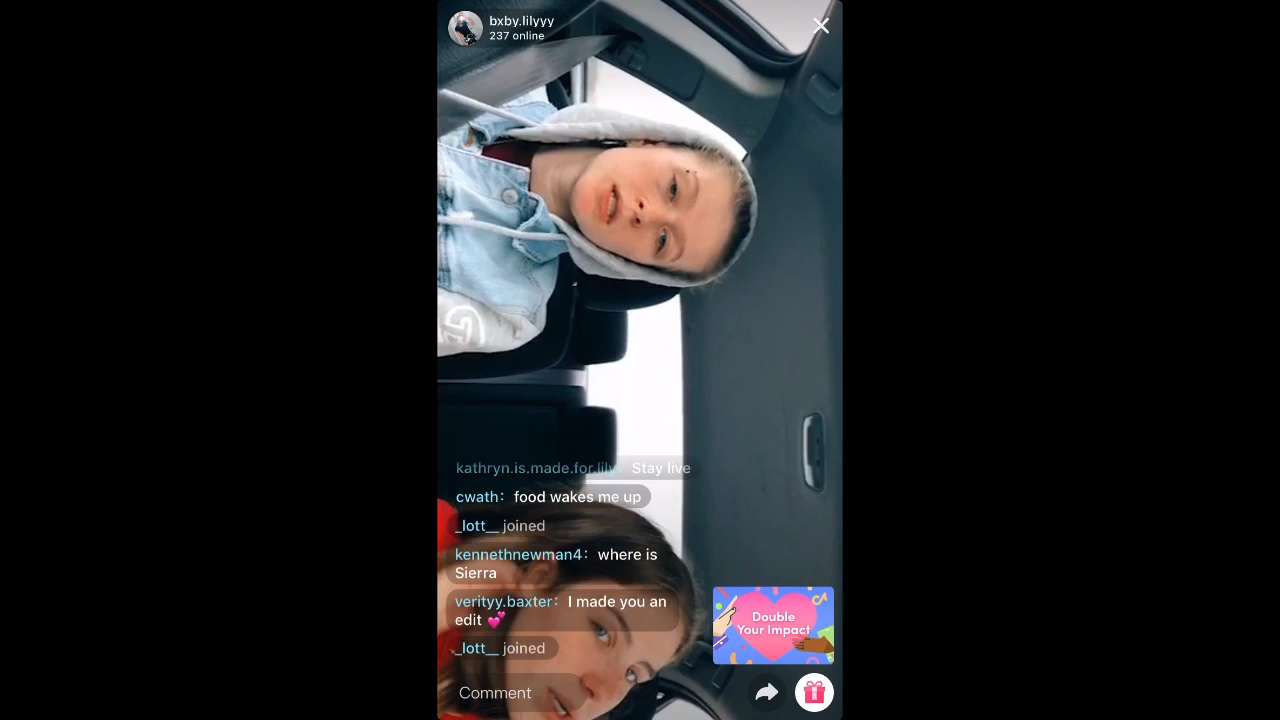 bxby.lilyyy
237 online
kathryn.is.made.for.lily: Stay live
cwath: food wakes me up
_lott__ joined
kennethnewman4: where is
Sierra
verityy.baxter: I made you an
edit 💕
_lott__ joined
Double
Your Impact
Comment